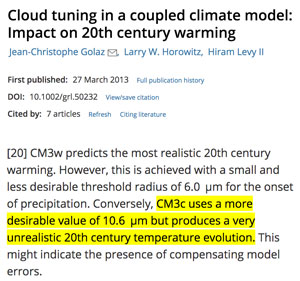 Cloud tuning in a coupled climate model:
Impact on 20th century warming
Jean-Christophe Golaz, Larry W. Horowitz, Hiram Levy II
First published: 27 March 2013 Full publication history
DOI: 10.1002/grl.50232 View/save citation
Cited by: 7 articles Refresh Citing literature
[20] CM3w predicts the most realistic 20th century
warming. However, this is achieved with a small and
less desirable threshold radius of 6.0 μm for the onset
of precipitation. Conversely, CM3c uses a more
desirable value of 10.6 μm but produces a very
unrealistic 20th century temperature evolution. This
might indicate the presence of compensating model
errors.